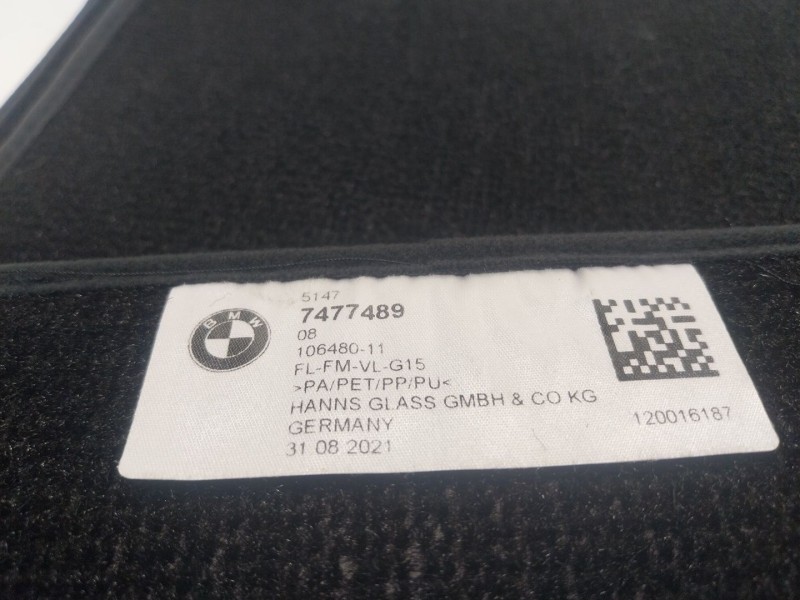 BMW
5147
7477489
08
106480-11
FL-FM-VL-G15
>PA/PET/PP/PU<
HANNS GLASS GMBH & CO KG
GERMANY
31 08 2021
120016187